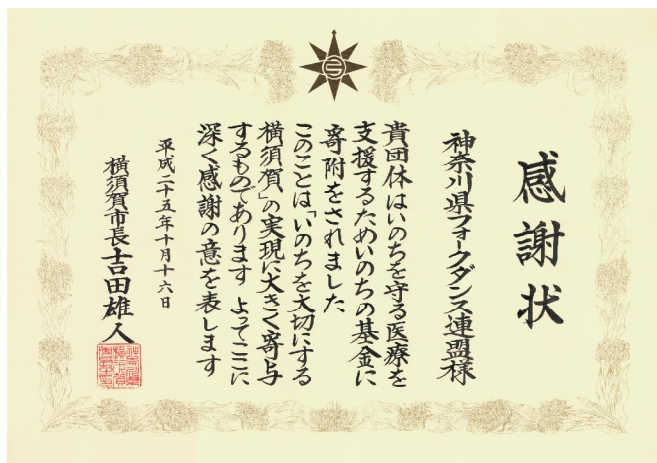 感謝状
神奈川県フォークダンス連盟様
貴団体はいのちを守る医療を
支援するためいのちの基金に
寄附をされました
このことは「いのちを大切にする
横須賀」の実現に大きく寄与
するものであります よってここに
深く感謝の意を表します
平成二十五年十月十六日
横須賀市長 吉田雄人